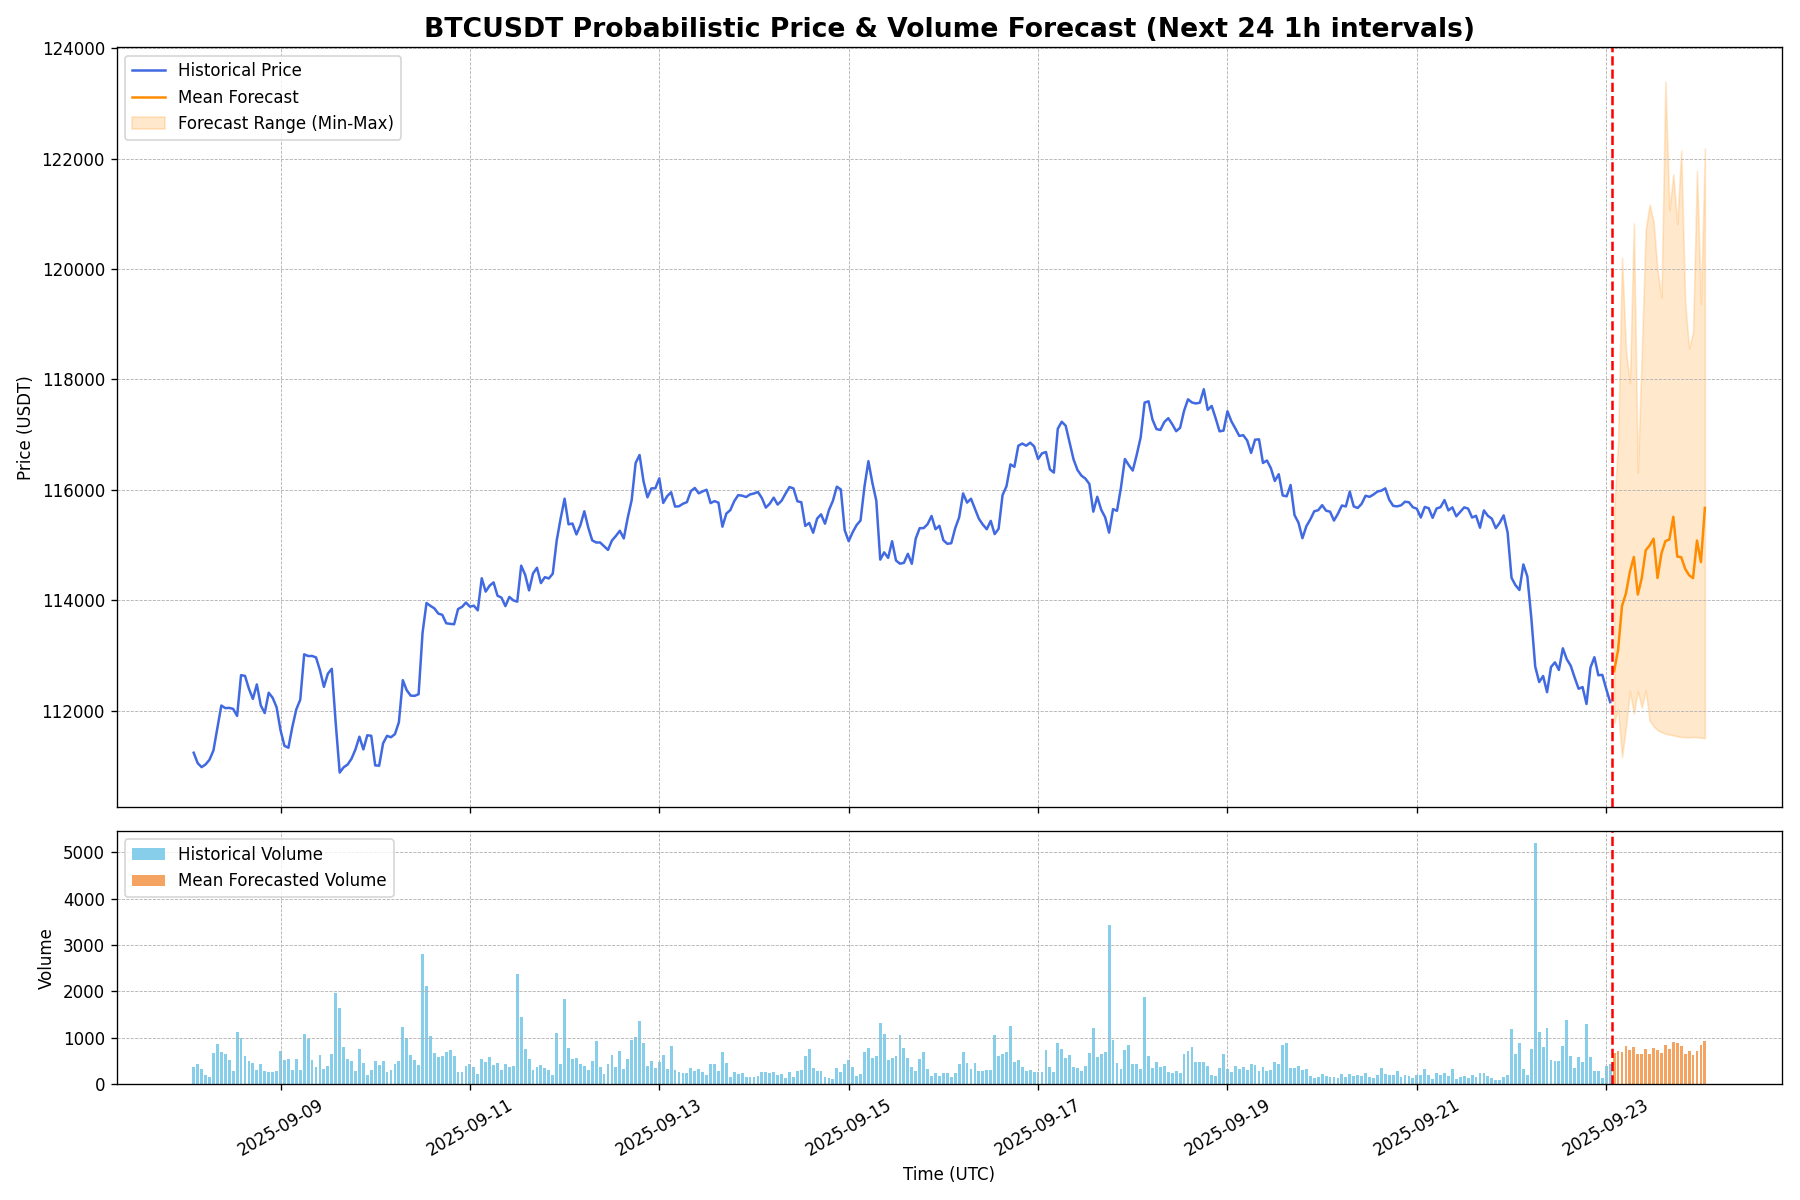 BTCUSDT Probabilistic Price & Volume Forecast (Next 24 1h intervals)
Historical Price
Mean Forecast
Forecast Range (Min-Max)
Price (USDT)
124000
122000
120000
118000
116000
114000
112000
Historical Volume
Mean Forecasted Volume
Volume
5000
4000
3000
2000
1000
0
2025-09-09
2025-09-11
2025-09-13
2025-09-15
2025-09-17
2025-09-19
2025-09-21
2025-09-23
Time (UTC)